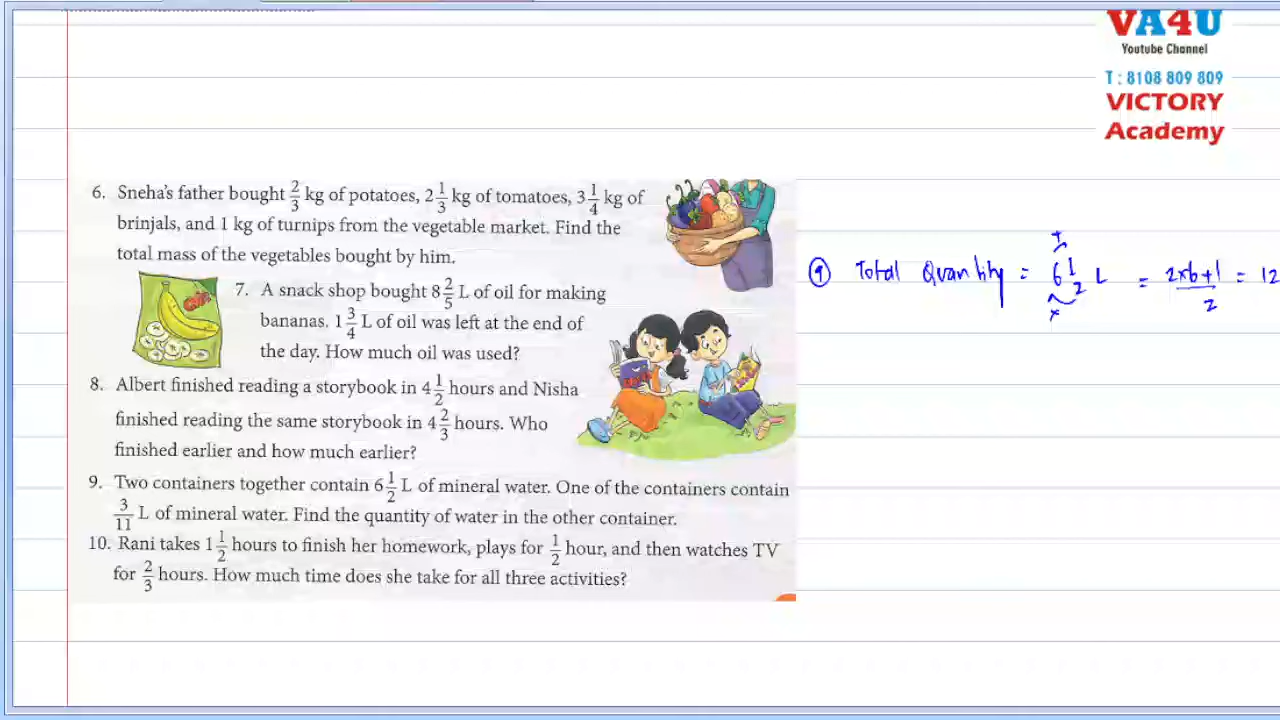 VA4U
Youtube Channel
T : 8108 809 809
VICTORY
Academy
6. Sneha's father bought 2/3 kg of potatoes, 2 1/3 kg of tomatoes, 3 1/4 kg of
brinjals, and 1 kg of turnips from the vegetable market. Find the
total mass of the vegetables bought by him.
7. A snack shop bought 8 2/5 L of oil for making
bananas. 1 3/4 L of oil was left at the end of
the day. How much oil was used?
8. Albert finished reading a storybook in 4 1/2 hours and Nisha
finished reading the same storybook in 4 2/3 hours. Who
finished earlier and how much earlier?
9. Two containers together contain 6 1/2 L of mineral water. One of the containers contain
3/11 L of mineral water. Find the quantity of water in the other container.
10. Rani takes 1 1/2 hours to finish her homework, plays for 1/2 hour, and then watches TV
for 2/3 hours. How much time does she take for all three activities?
+
9 Total Quantity = 6 1/2 L = 2x6+1/2 = 12
x